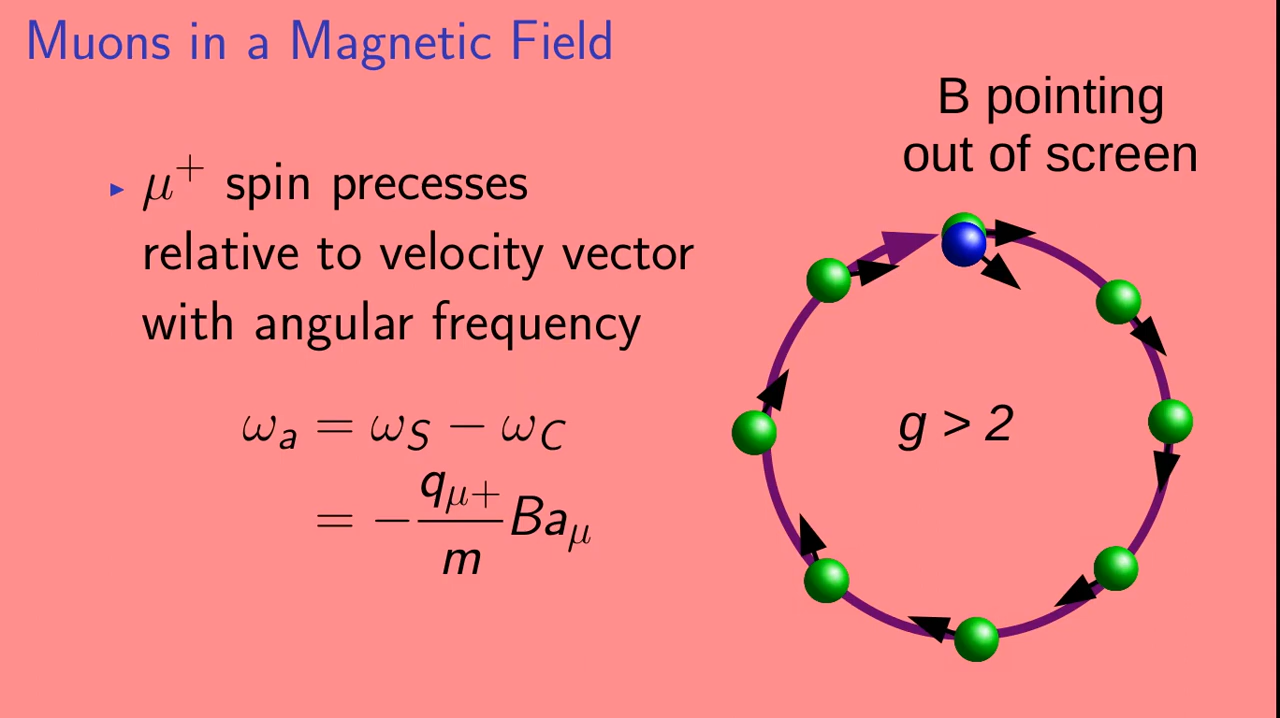 Muons in a Magnetic Field
B pointing
out of screen
▸ μ⁺ spin precesses
relative to velocity vector
with angular frequency
ω_a = ω_S − ω_C
= −(q_{μ+}/m) B a_μ
g > 2